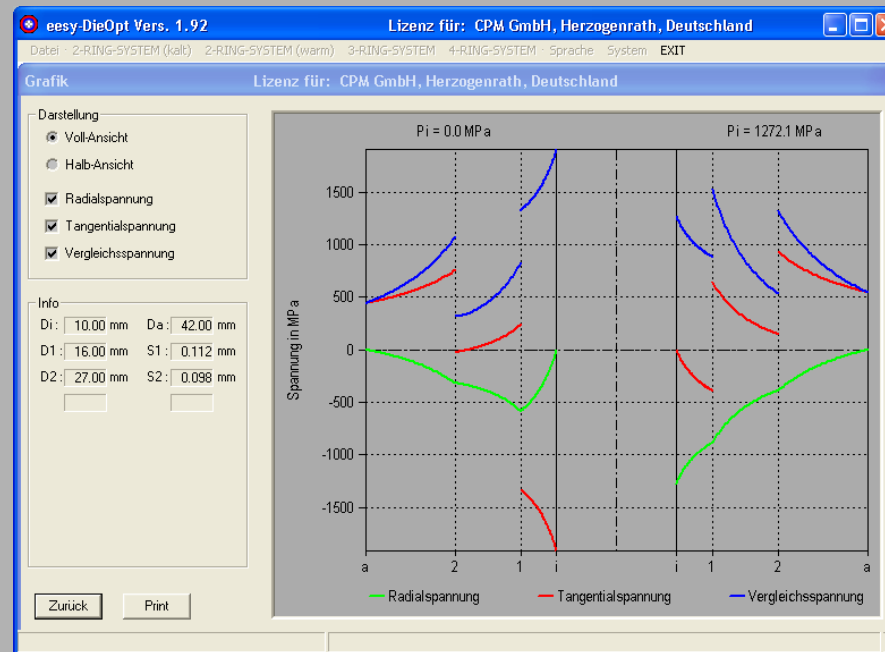 eesy-DieOpt Vers. 1.92 Lizenz für: CPM GmbH, Herzogenrath, Deutschland
Datei · 2-RING-SYSTEM (kalt) 2-RING-SYSTEM (warm) 3-RING-SYSTEM 4-RING-SYSTEM · Sprache System EXIT
Grafik Lizenz für: CPM GmbH, Herzogenrath, Deutschland
Darstellung
Voll-Ansicht
Halb-Ansicht
Radialspannung
Tangentialspannung
Vergleichsspannung
Info
Di: 10.00 mm Da: 42.00 mm
D1: 16.00 mm S1: 0.112 mm
D2: 27.00 mm S2: 0.098 mm
Zurück Print
Pi = 0.0 MPa Pi = 1272.1 MPa
Spannung in MPa
1500
1000
500
0
-500
-1000
-1500
a 2 1 i i 1 2 a
Radialspannung Tangentialspannung Vergleichsspannung